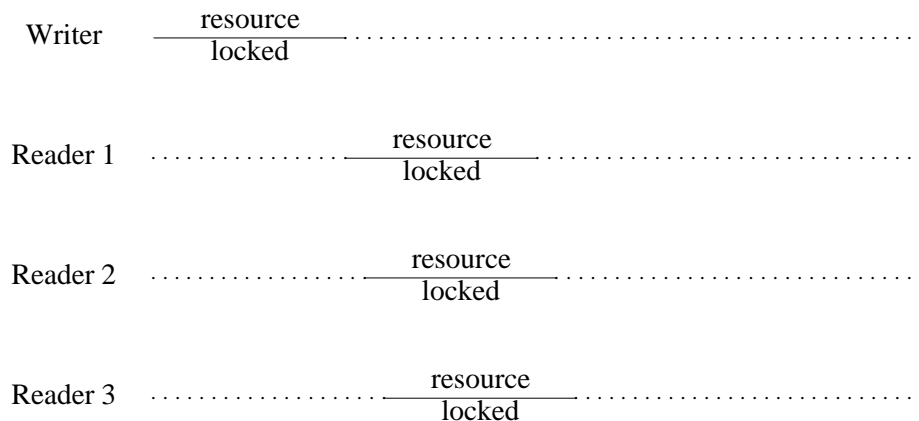 resource
Writer
locked
resource
Reader 1
locked
resource
Reader 2
locked
resource
Reader 3
locked